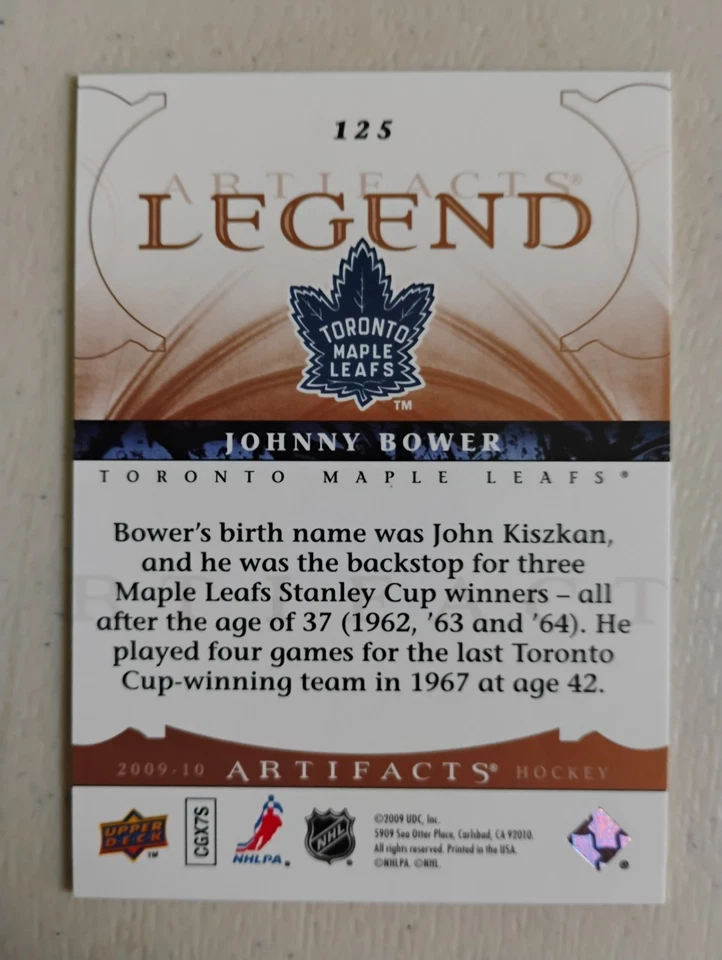 125
ARTIFACTS®
LEGEND
TORONTO
MAPLE
LEAFS
TM
JOHNNY BOWER
TORONTO MAPLE LEAFS®
Bower's birth name was John Kiszkan,
and he was the backstop for three
Maple Leafs Stanley Cup winners – all
after the age of 37 (1962, '63 and '64). He
played four games for the last Toronto
Cup-winning team in 1967 at age 42.
2009-10 ARTIFACTS® HOCKEY
UPPER
DECK
TM
CGX7S
NHLPA®
NHL®
©2009 UDC, Inc.
5909 Sea Otter Place, Carlsbad, CA 92010.
All rights reserved. Printed in the USA.
©NHLPA. ©NHL.
®